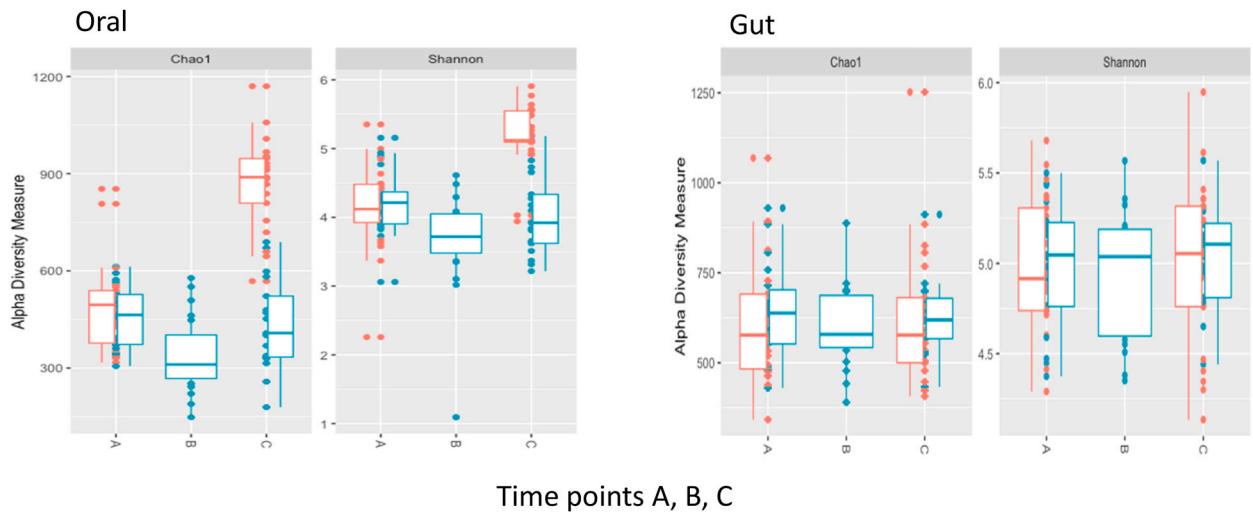 Oral
Gut
Chao1
Shannon
Chao1
Shannon
Alpha Diversity Measure
1200
900
600
300
6
5
4
3
2
1
A
B
C
A
B
C
Alpha Diversity Measure
1250
1000
750
500
6.0
5.5
5.0
4.5
A
B
C
A
B
C
Time points A, B, C